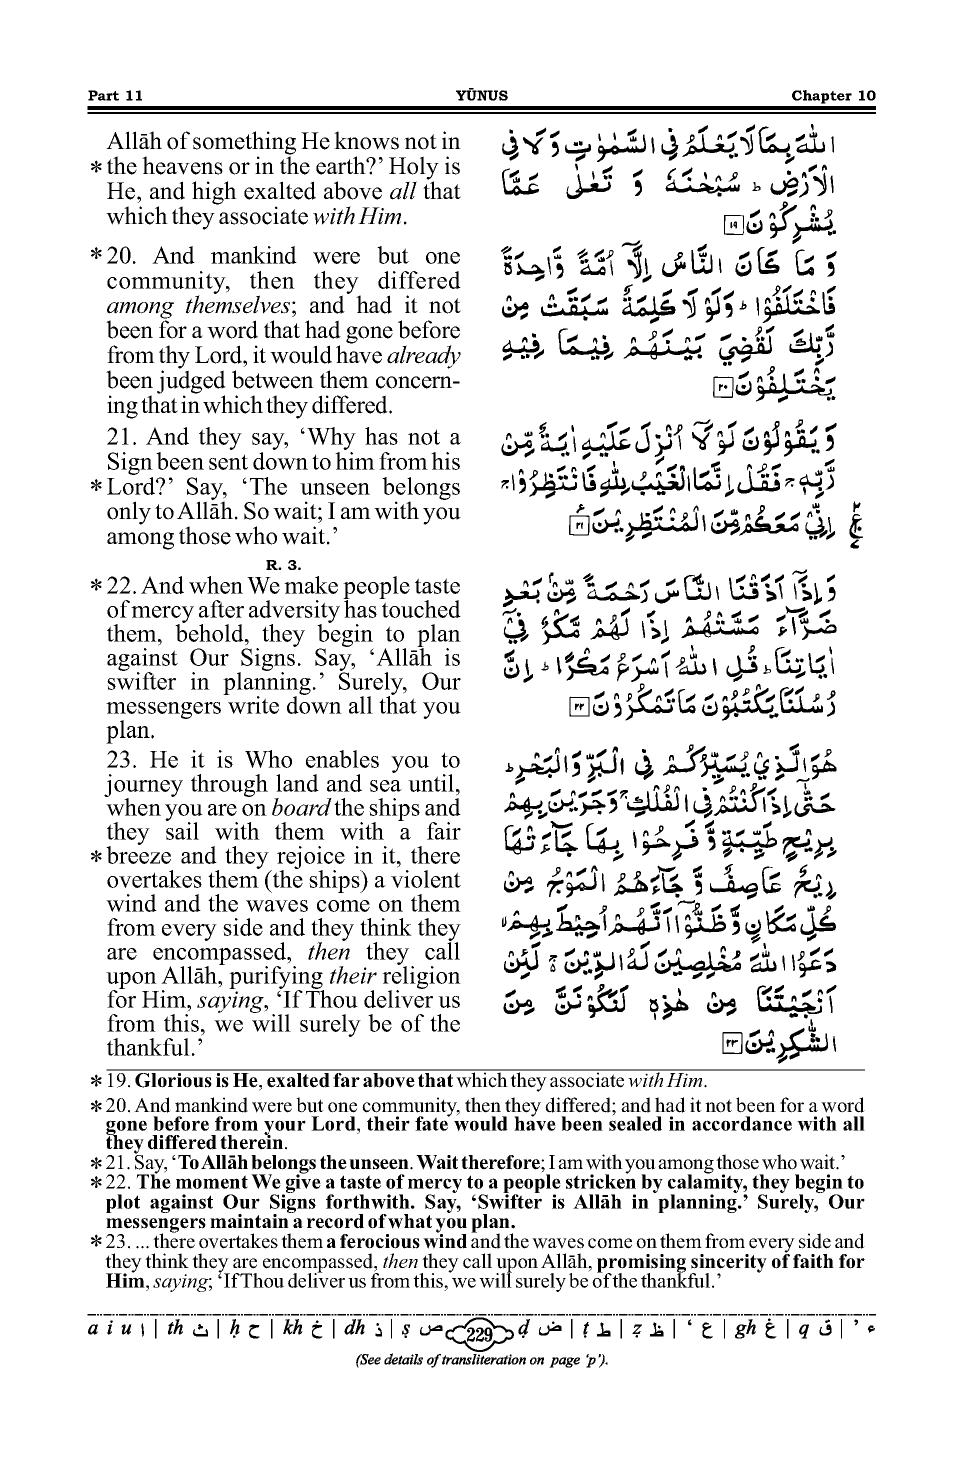 Part 11 YŪNUS Chapter 10
Allāh of something He knows not in
*the heavens or in the earth?’ Holy is
He, and high exalted above all that
which they associate with Him.
*20. And mankind were but one
community, then they differed
among themselves; and had it not
been for a word that had gone before
from thy Lord, it would have already
been judged between them concern-
ing that in which they differed.
21. And they say, ‘Why has not a
Sign been sent down to him from his
*Lord?’ Say, ‘The unseen belongs
only to Allāh. So wait; I am with you
among those who wait.’
R. 3.
*22. And when We make people taste
of mercy after adversity has touched
them, behold, they begin to plan
against Our Signs. Say, ‘Allāh is
swifter in planning.’ Surely, Our
messengers write down all that you
plan.
23. He it is Who enables you to
journey through land and sea until,
when you are on board the ships and
they sail with them with a fair
*breeze and they rejoice in it, there
overtakes them (the ships) a violent
wind and the waves come on them
from every side and they think they
are encompassed, then they call
upon Allāh, purifying their religion
for Him, saying, ‘If Thou deliver us
from this, we will surely be of the
thankful.’
اللّٰهَ بِمَا لَا يَعْلَمُ فِي السَّمٰوٰتِ وَ لَا فِي
الْاَرْضِ ؕ سُبْحٰنَهٗ وَ تَعٰلٰى عَمَّا
يُشْرِكُوْنَ ۱۹
وَ مَا كَانَ النَّاسُ اِلَّاۤ اُمَّةً وَّاحِدَةً
فَاخْتَلَفُوْا ؕ وَلَوْ لَا كَلِمَةٌ سَبَقَتْ مِنْ
رَّبِّكَ لَقُضِيَ بَيْنَهُمْ فِيْمَا فِيْهِ
يَخْتَلِفُوْنَ ۲۰
وَ يَقُوْلُوْنَ لَوْ لَاۤ اُنْزِلَ عَلَيْهِ اٰيَةٌ مِّنْ
رَّبِّهٖ ۚ فَقُلْ اِنَّمَا الْغَيْبُ لِلّٰهِ فَانْتَظِرُوْا ۚ
اِنِّيْ مَعَكُمْ مِّنَ الْمُنْتَظِرِيْنَ ۲۱
وَ اِذَاۤ اَذَقْنَا النَّاسَ رَحْمَةً مِّنْۢ بَعْدِ
ضَرَّآءَ مَسَّتْهُمْ اِذَا لَهُمْ مَّكْرٌ فِيْۤ
اٰيَاتِنَا ؕ قُلِ اللّٰهُ اَسْرَعُ مَكْرًا ؕ اِنَّ
رُسُلَنَا يَكْتُبُوْنَ مَا تَمْكُرُوْنَ ۲۲
هُوَ الَّذِيْ يُسَيِّرُكُمْ فِي الْبَرِّ وَ الْبَحْرِ ؕ
حَتّٰۤى اِذَا كُنْتُمْ فِي الْفُلْكِ ۚ وَ جَرَيْنَ بِهِمْ
بِرِيْحٍ طَيِّبَةٍ وَّ فَرِحُوْا بِهَا جَآءَتْهَا
رِيْحٌ عَاصِفٌ وَّ جَآءَهُمُ الْمَوْجُ مِنْ
كُلِّ مَكَانٍ وَّ ظَنُّوْۤا اَنَّهُمْ اُحِيْطَ بِهِمْ ۙ
دَعَوُا اللّٰهَ مُخْلِصِيْنَ لَهُ الدِّيْنَ ۚ لَئِنْ
اَنْجَيْتَنَا مِنْ هٰذِهٖ لَنَكُوْنَنَّ مِنَ
الشّٰكِرِيْنَ ۲۳
*19. Glorious is He, exalted far above that which they associate with Him.
*20. And mankind were but one community, then they differed; and had it not been for a word
gone before from your Lord, their fate would have been sealed in accordance with all
they differed therein.
*21. Say, ‘To Allāh belongs the unseen. Wait therefore; I am with you among those who wait.’
*22. The moment We give a taste of mercy to a people stricken by calamity, they begin to
plot against Our Signs forthwith. Say, ‘Swifter is Allāh in planning.’ Surely, Our
messengers maintain a record of what you plan.
*23. ... there overtakes them a ferocious wind and the waves come on them from every side and
they think they are encompassed, then they call upon Allāh, promising sincerity of faith for
Him, saying; ‘If Thou deliver us from this, we will surely be of the thankful.’
a i u ا | th ث | ḥ ح | kh خ | dh ذ | ṣ ص 229 ḍ ض | ṭ ط | ẓ ظ | ‘ ع | gh غ | q ق | ’ ء
(See details of transliteration on page ‘p’).